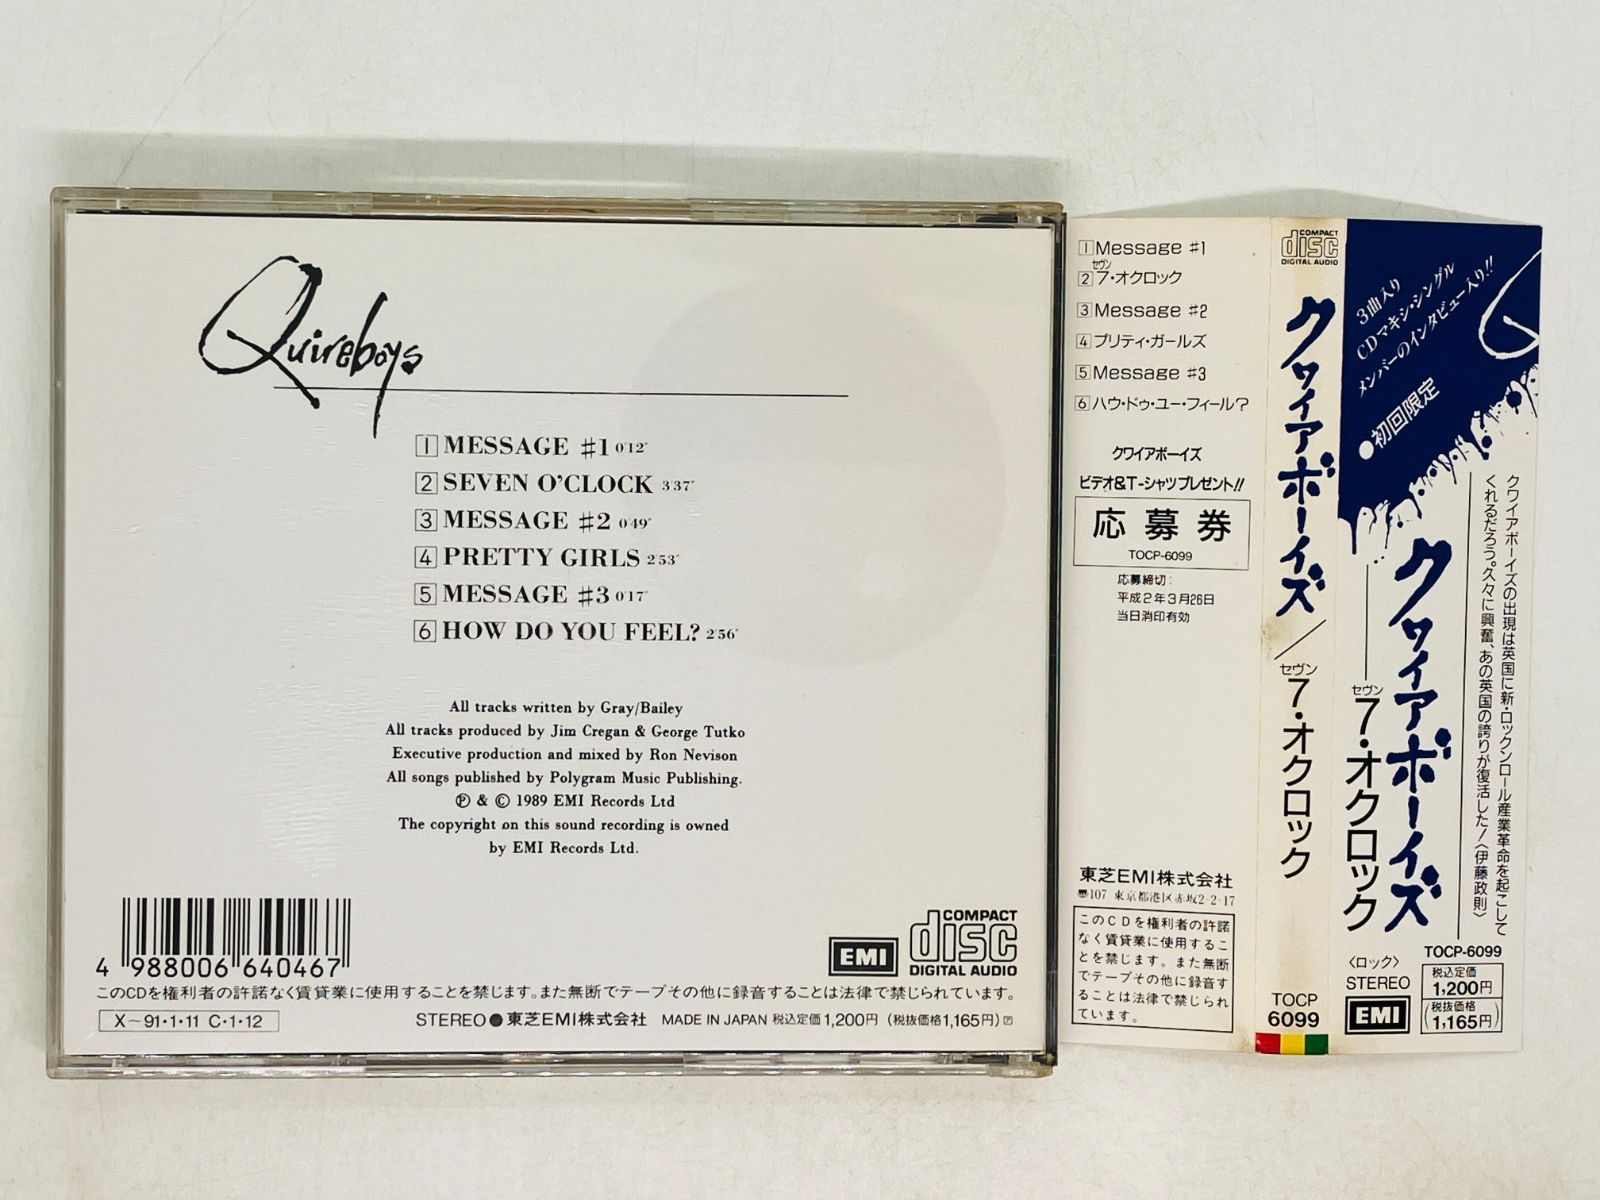 Quireboys
1 MESSAGE #1 0'12"
2 SEVEN O'CLOCK 3'37"
3 MESSAGE #2 0'49"
4 PRETTY GIRLS 2'53"
5 MESSAGE #3 0'17"
6 HOW DO YOU FEEL? 2'56"
All tracks written by Gray/Bailey
All tracks produced by Jim Cregan & George Tutko
Executive production and mixed by Ron Nevison
All songs published by Polygram Music Publishing.
Ⓟ & © 1989 EMI Records Ltd
The copyright on this sound recording is owned
by EMI Records Ltd.
4 988006 640467
EMI
COMPACT
disc
DIGITAL AUDIO
このCDを権利者の許諾なく賃貸業に使用することを禁じます。また無断でテープその他に録音することは法律で禁じられています。
X～91・1・11 C・1・12
STEREO●東芝EMI株式会社 MADE IN JAPAN 税込定価1,200円（税抜価格1,165円）
1 Message #1
セヴン
2 7・オクロック
3 Message #2
4 プリティ・ガールズ
5 Message #3
6 ハウ・ドゥ・ユー・フィール?
クワイアボーイズ
ビデオ&T-シャツプレゼント!!
応募券
TOCP-6099
応募締切:
平成2年3月26日
当日消印有効
東芝EMI株式会社
〒107 東京都港区赤坂2-2-17
このCDを権利者の許諾
なく賃貸業に使用するこ
とを禁じます。また無断
でテープその他に録音す
ることは法律で禁じられ
ています。
COMPACT
disc
DIGITAL AUDIO
クワイアボーイズ／7・オクロック
セヴン
TOCP
6099
3曲入り
CDマキシ・シングル
メンバーのインタビュー入り!!
●初回限定
クワイアボーイズの出現は英国に新・ロックンロール産業革命を起こして
くれるだろう。久々に興奮、あの英国の誇りが復活した!〈伊藤政則〉
クワイアボーイズ
セヴン
7・オクロック
〈ロック〉
STEREO
EMI
TOCP-6099
税込定価
1,200円
(税抜価格
1,165円)